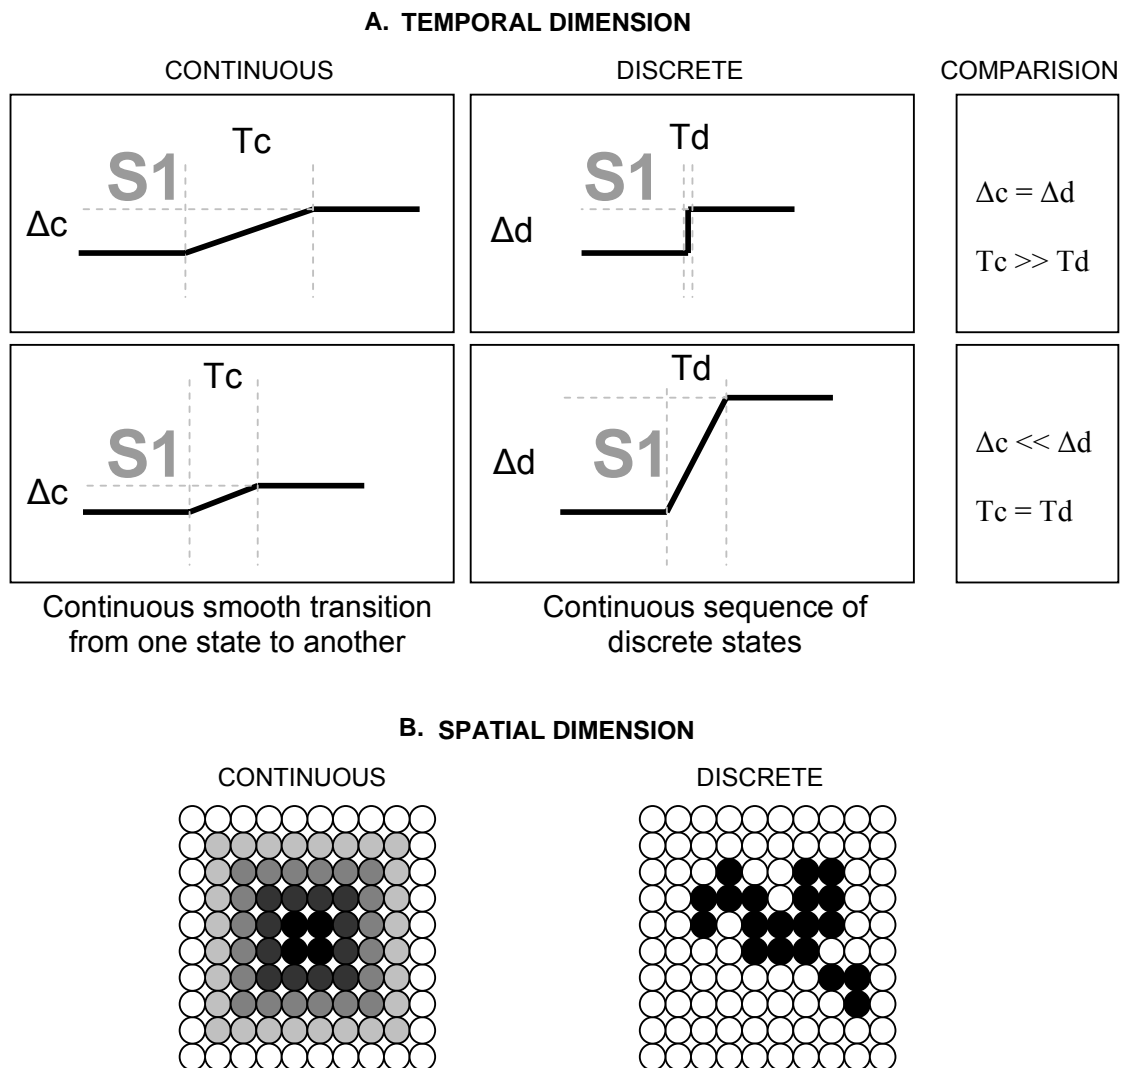 A. TEMPORAL DIMENSION
CONTINUOUS
DISCRETE
COMPARISION
Tc
S1
Δc
Td
S1
Δd
Δc = Δd
Tc >> Td
Tc
S1
Δc
Td
S1
Δd
Δc << Δd
Tc = Td
Continuous smooth transition
from one state to another
Continuous sequence of
discrete states
B. SPATIAL DIMENSION
CONTINUOUS
DISCRETE